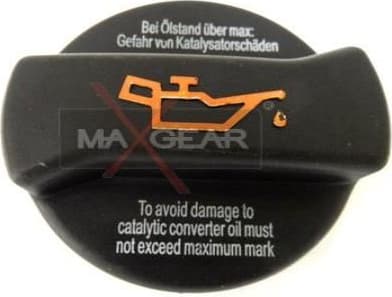 Bei Ölstand über max:
Gefahr von Katalysatorschäden
MAXGEAR
To avoid damage to
catalytic converter oil must
not exceed maximum mark